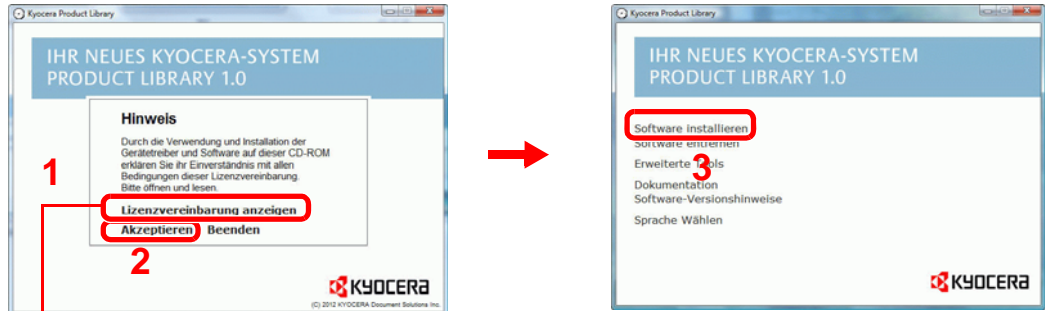 Kyocera Product Library
IHR NEUES KYOCERA-SYSTEM
PRODUCT LIBRARY 1.0
Hinweis
Durch die Verwendung und Installation der
Gerätetreiber und Software auf dieser CD-ROM
erklären Sie ihr Einverständnis mit allen
Bedingungen dieser Lizenzvereinbarung.
Bitte öffnen und lesen.
1
Lizenzvereinbarung anzeigen
Akzeptieren Beenden
2
KYOCERA
(C) 2012 KYOCERA Document Solutions Inc.
Kyocera Product Library
IHR NEUES KYOCERA-SYSTEM
PRODUCT LIBRARY 1.0
Software installieren
Software entfernen
3
Erweiterte Tools
Dokumentation
Software-Versionshinweise
Sprache Wählen
KYOCERA